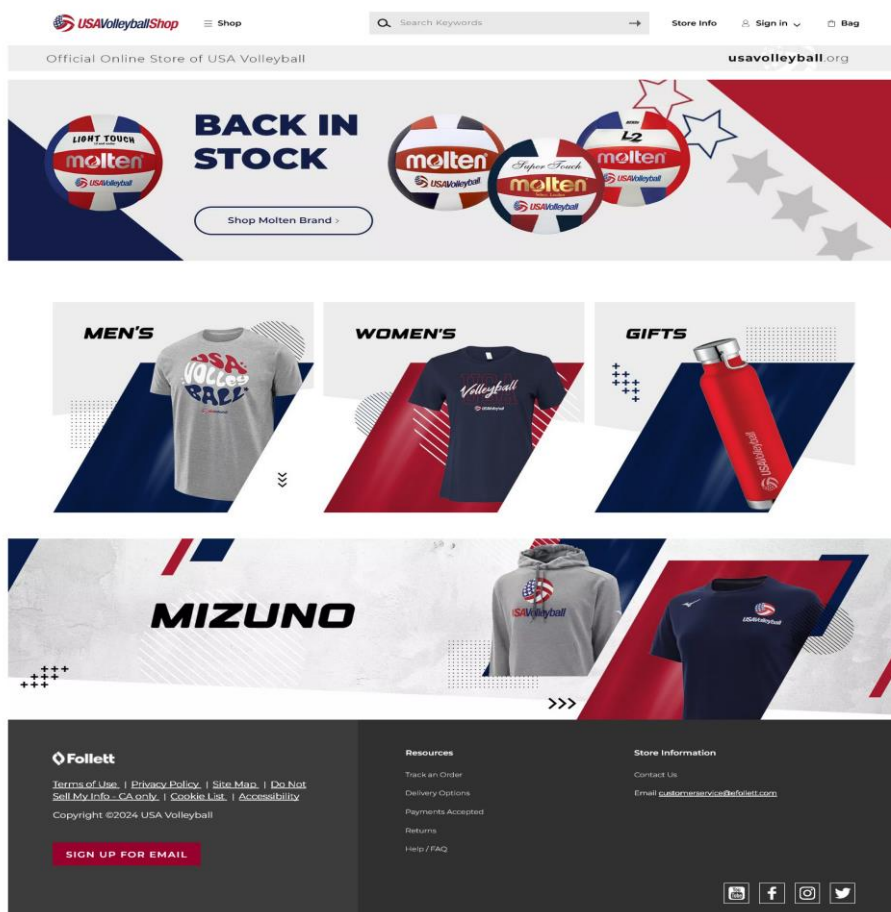 USAVolleyballShop
Shop
Search Keywords
Store Info
Sign in
Bag
Official Online Store of USA Volleyball
usavolleyball.org
BACK IN
STOCK
Shop Molten Brand >
LIGHT TOUCH
molten
USAVolleyball
molten
USAVolleyball
Super Touch
molten
USAVolleyball
L2
molten
USAVolleyball
MEN'S
USA
VOLLEY
BALL
WOMEN'S
Volleyball
USAVolleyball
GIFTS
USAVolleyball
MIZUNO
USAVolleyball
USAVolleyball
Follett
Terms of Use | Privacy Policy | Site Map | Do Not
Sell My Info - CA only | Cookie List | Accessibility
Copyright ©2024 USA Volleyball
SIGN UP FOR EMAIL
Resources
Track an Order
Delivery Options
Payments Accepted
Returns
Help / FAQ
Store Information
Contact Us
Email customerservice@efollett.com
You
Tube